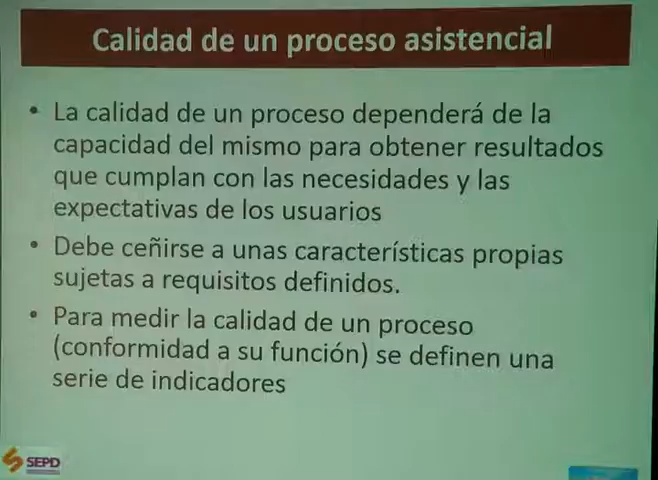 Calidad de un proceso asistencial
• La calidad de un proceso dependerá de la
capacidad del mismo para obtener resultados
que cumplan con las necesidades y las
expectativas de los usuarios
• Debe ceñirse a unas características propias
sujetas a requisitos definidos.
• Para medir la calidad de un proceso
(conformidad a su función) se definen una
serie de indicadores
SEPD